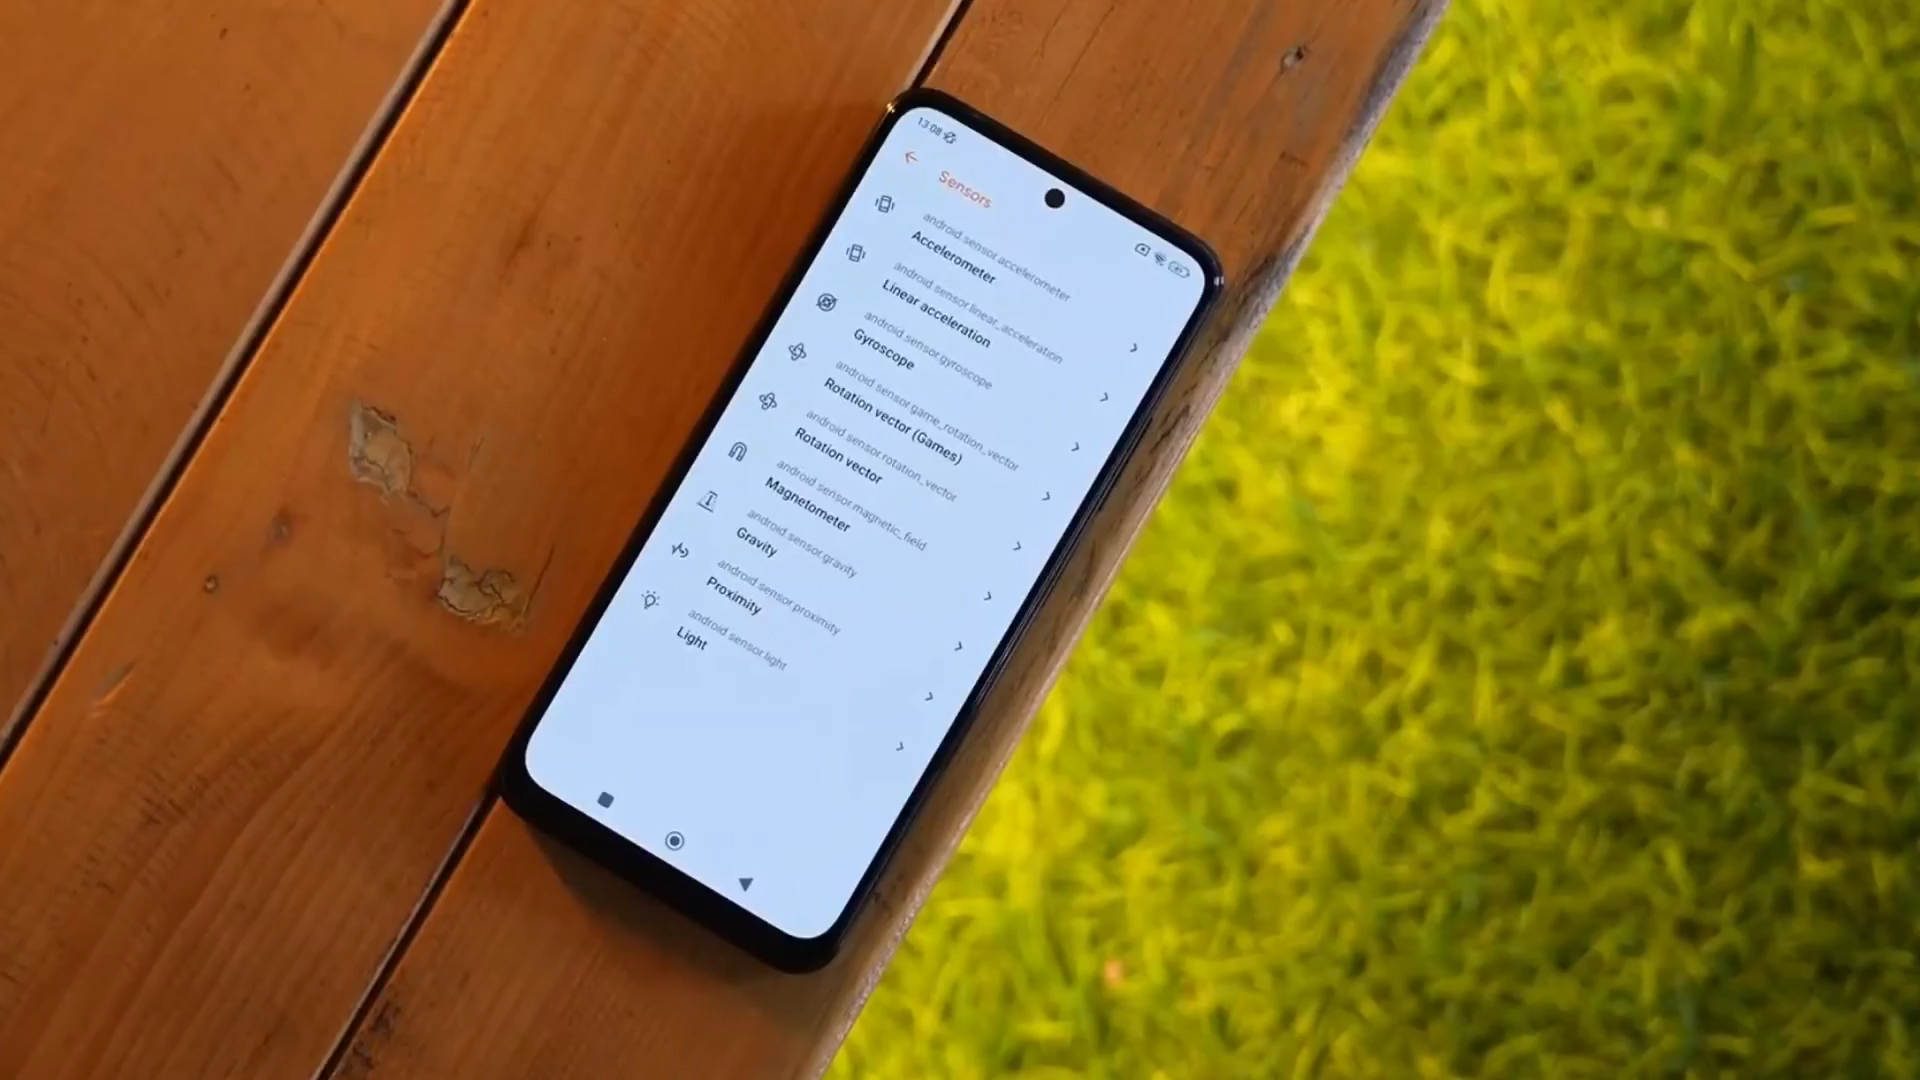 13:08
Sensors
android.sensor.accelerometer
Accelerometer
android.sensor.linear_acceleration
Linear acceleration
android.sensor.gyroscope
Gyroscope
android.sensor.game_rotation_vector
Rotation vector (Games)
android.sensor.rotation_vector
Rotation vector
android.sensor.magnetic_field
Magnetometer
android.sensor.gravity
Gravity
android.sensor.proximity
Proximity
android.sensor.light
Light